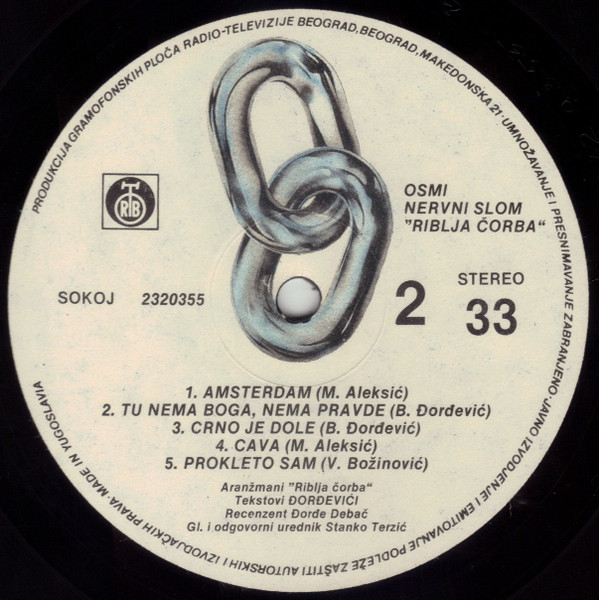 PRODUKCIJA GRAMOFONSKIH PLOČA RADIO-TELEVIZIJE BEOGRAD, BEOGRAD, MAKEDONSKA 21 · UMNOŽAVANJE I PRESNIMAVANJE ZABRANJENO · JAVNO IZVODJENJE I EMITOVANJE PODLEŽE ZAŠTITI AUTORSKIH I IZVODJAČKIH PRAVA · MADE IN YUGOSLAVIA
RTB
OSMI
NERVNI SLOM
"RIBLJA ČORBA"
SOKOJ 2320355
2
STEREO
33
1. AMSTERDAM (M. Aleksić)
2. TU NEMA BOGA, NEMA PRAVDE (B. Đorđević)
3. CRNO JE DOLE (B. Đorđević)
4. CAVA (M. Aleksić)
5. PROKLETO SAM (V. Božinović)
Aranžmani "Riblja čorba"
Tekstovi ĐORĐEVIĆI
Recenzent Đorđe Debač
Gl. i odgovorni urednik Stanko Terzić